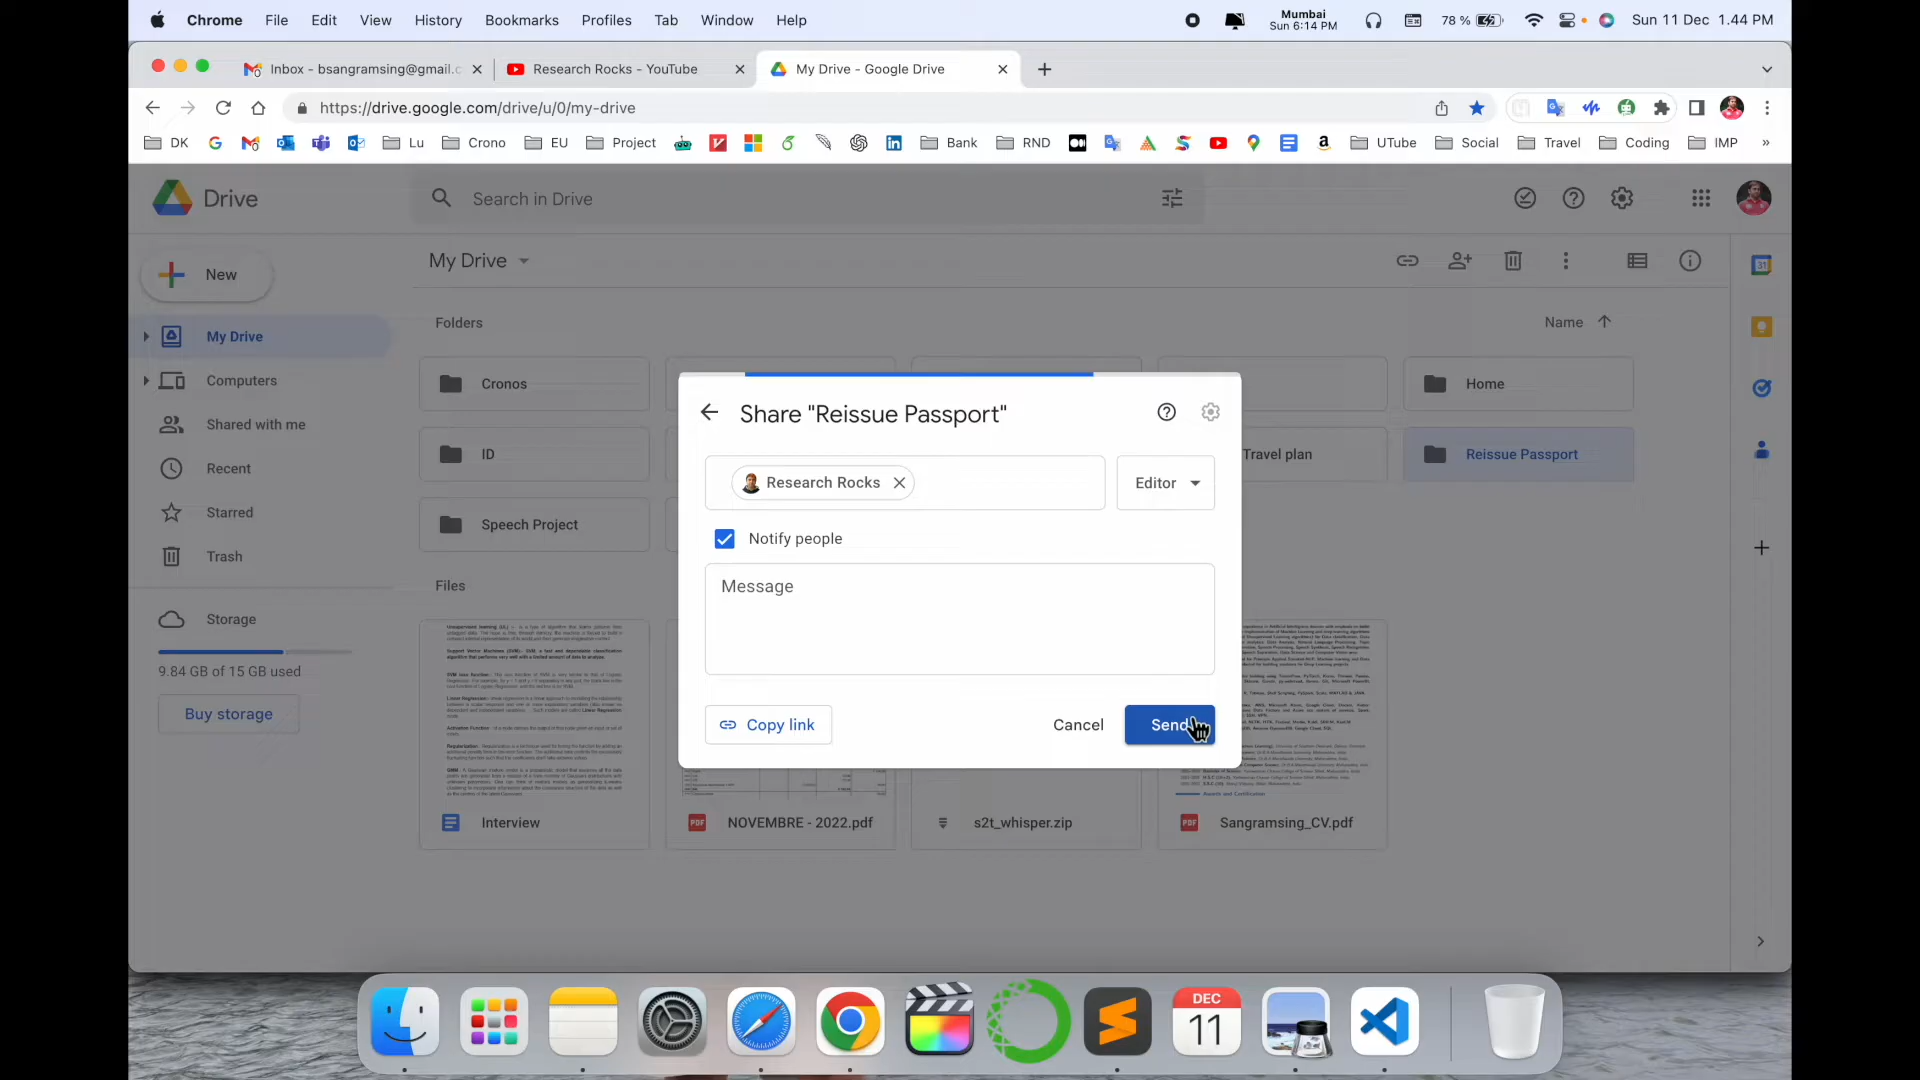 Chrome File Edit View History Bookmarks Profiles Tab Window Help
Mumbai
Sun 6:14 PM
78 %
Sun 11 Dec 1.44 PM
Inbox - bsangramsing@gmail.c
Research Rocks - YouTube
My Drive - Google Drive
https://drive.google.com/drive/u/0/my-drive
DK Lu Crono EU Project Bank RND UTube Social Travel Coding IMP »
Drive
Search in Drive
New
My Drive
Computers
Shared with me
Recent
Starred
Trash
Storage
9.84 GB of 15 GB used
Buy storage
My Drive
Folders
Name
Cronos
Home
ID
Travel plan
Reissue Passport
Speech Project
Files
Interview
NOVEMBRE - 2022.pdf
s2t_whisper.zip
Sangramsing_CV.pdf
Share "Reissue Passport"
Research Rocks
Editor
Notify people
Message
Copy link
Cancel
Send
31
DEC
11